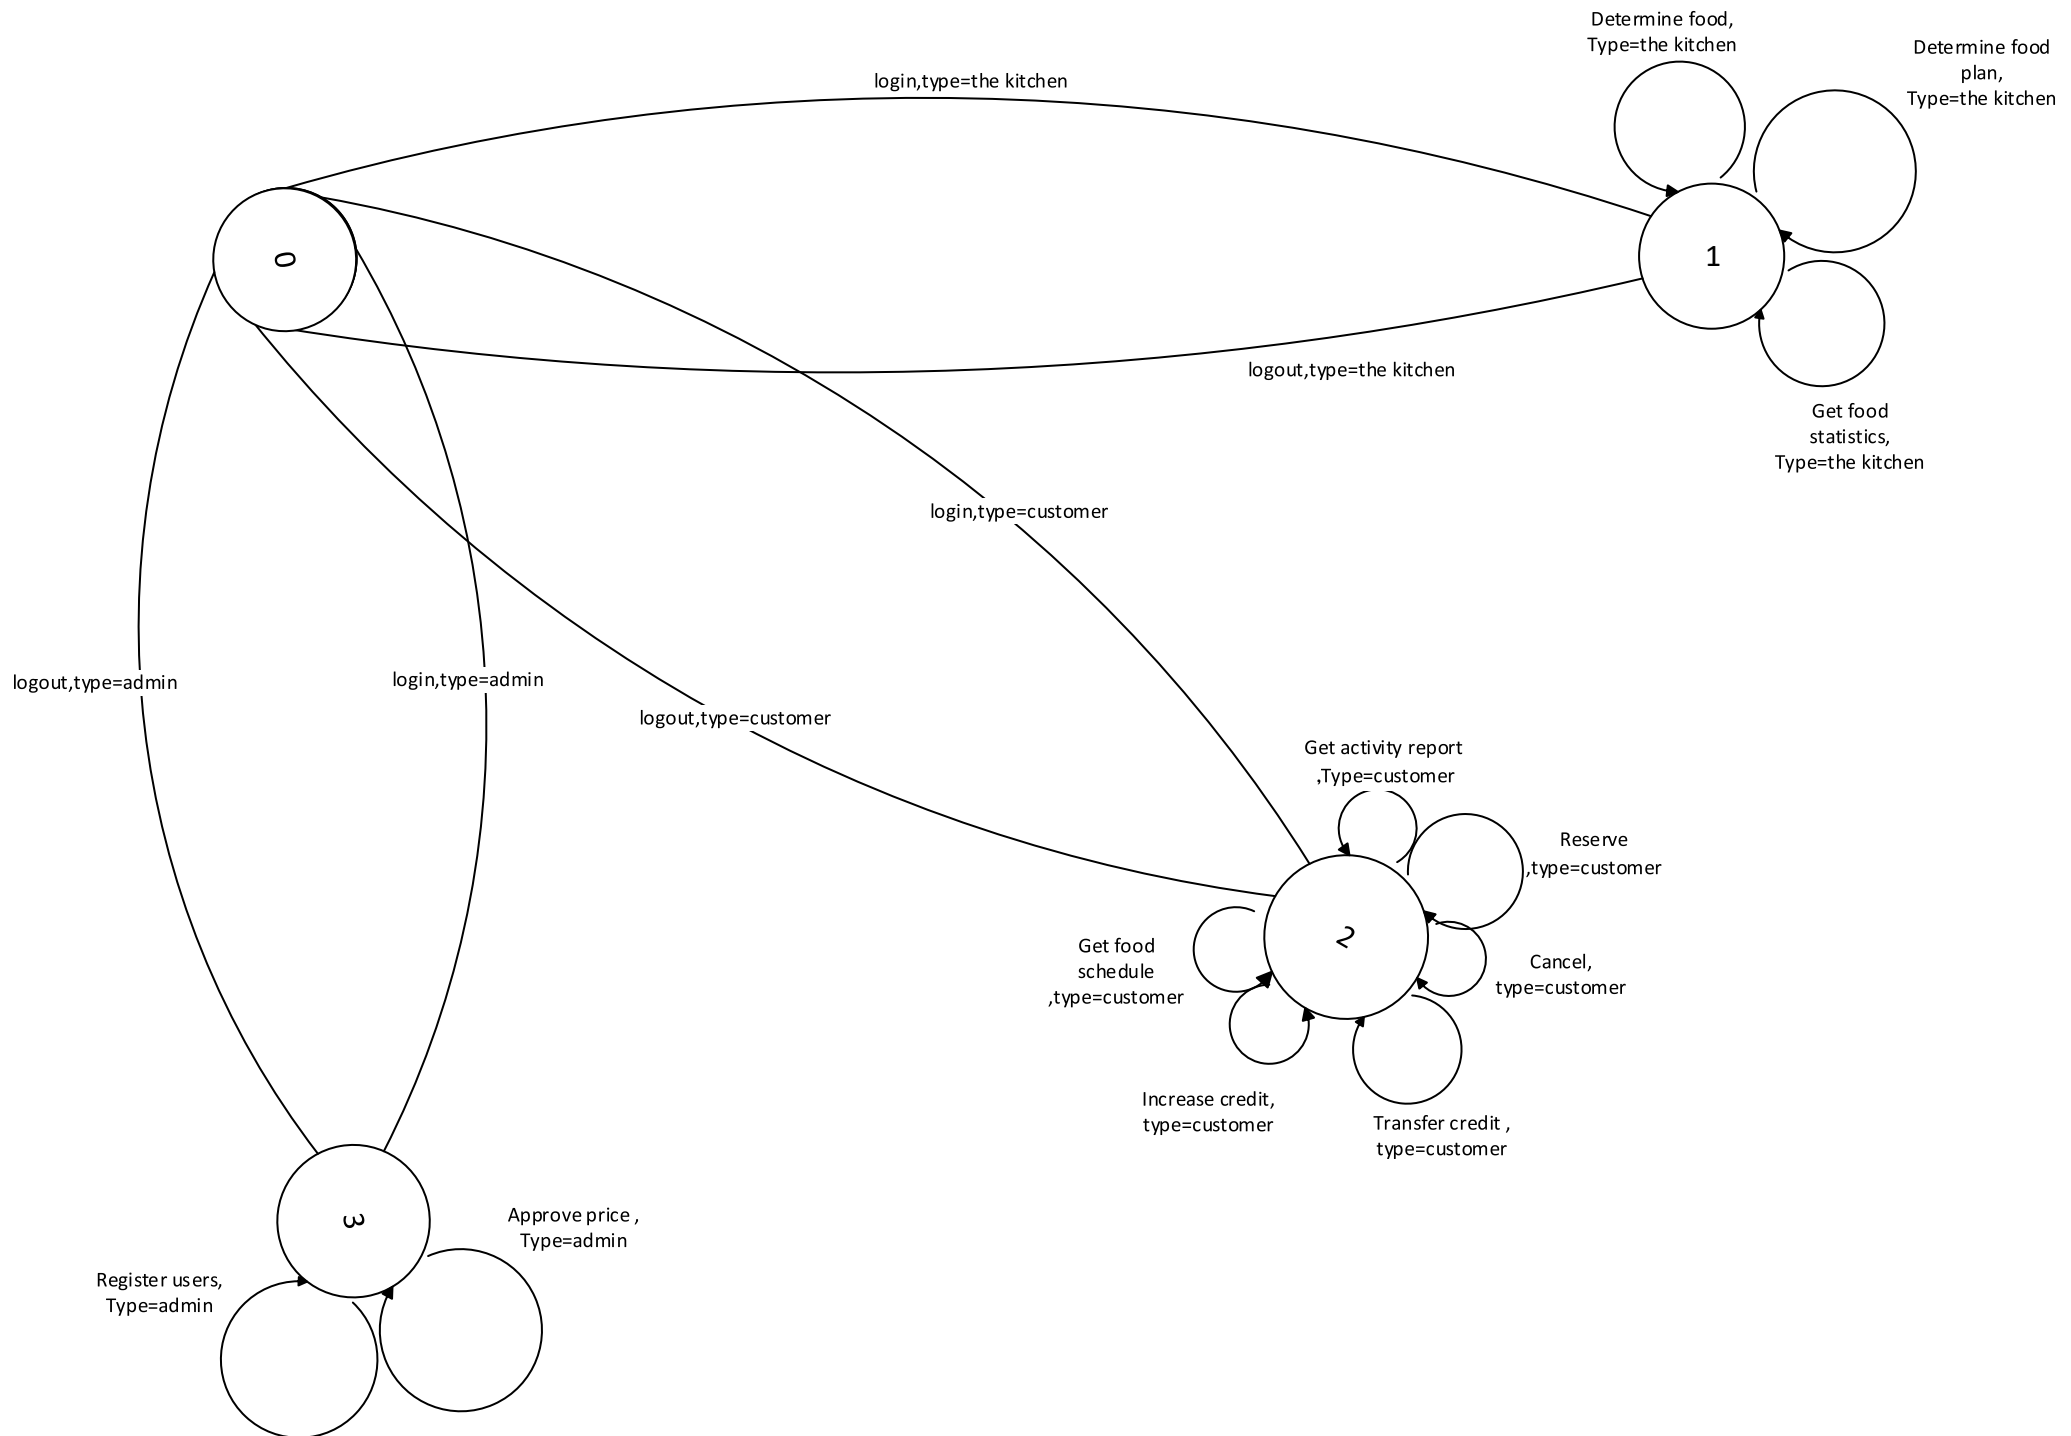 Determine food,
Type=the kitchen
Determine food
plan,
Type=the kitchen
login,type=the kitchen
0
1
logout,type=the kitchen
Get food
statistics,
Type=the kitchen
login,type=customer
logout,type=admin
login,type=admin
logout,type=customer
Get activity report
,Type=customer
Reserve
,type=customer
2
Get food
schedule
,type=customer
Cancel,
type=customer
Increase credit,
type=customer
Transfer credit ,
type=customer
3
Approve price ,
Type=admin
Register users,
Type=admin